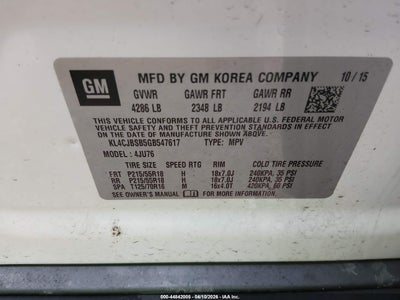 GM
MFD BY GM KOREA COMPANY 10/15
GVWR GAWR FRT GAWR RR
4286 LB 2348 LB 2194 LB
THIS VEHICLE CONFORMS TO ALL APPLICABLE U.S. FEDERAL MOTOR
VEHICLE SAFETY, BUMPER, AND THEFT PREVENTION STANDARDS IN
EFFECT ON THE DATE OF MANUFACTURE SHOWN ABOVE.
KL4CJBSB5GB547617 TYPE: MPV
MODEL: 4JU76
TIRE SIZE SPEED RTG RIM COLD TIRE PRESSURE
FRT P215/55R18 H 18x7.0J 240KPA, 35 PSI
RR P215/55R18 H 18x7.0J 240KPA, 35 PSI
SPA T125/70R16 M 16x4.0T 420KPA, 60 PSI
SEE OWNER'S MANUAL FOR ADDITIONAL INFORMATION.
000-44842005 - 04/10/2026 - IAA Inc.